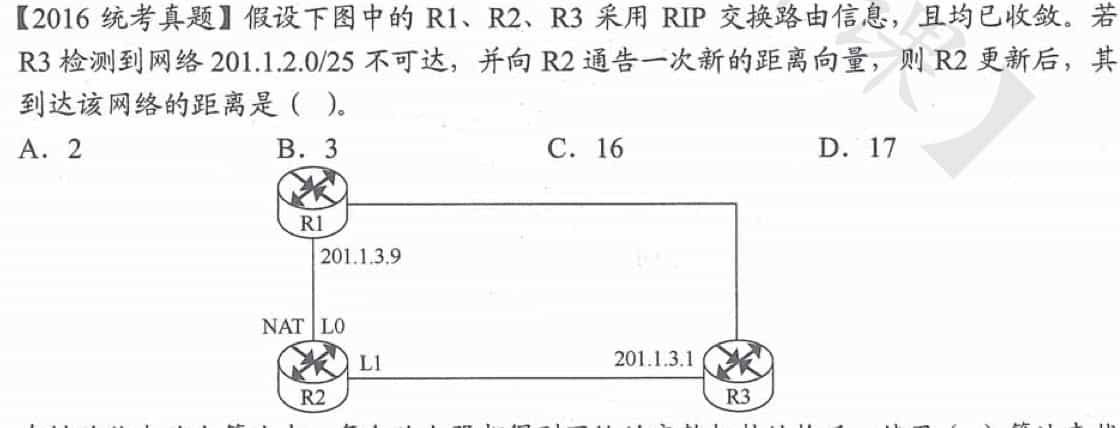 【2016 统考真题】假设下图中的 R1、R2、R3 采用 RIP 交换路由信息，且均已收敛。若
R3 检测到网络 201.1.2.0/25 不可达，并向 R2 通告一次新的距离向量，则 R2 更新后，其
到达该网络的距离是（ ）。
A．2 B．3 C．16 D．17
R1
201.1.3.9
NAT L0
L1 201.1.3.1
R2 R3